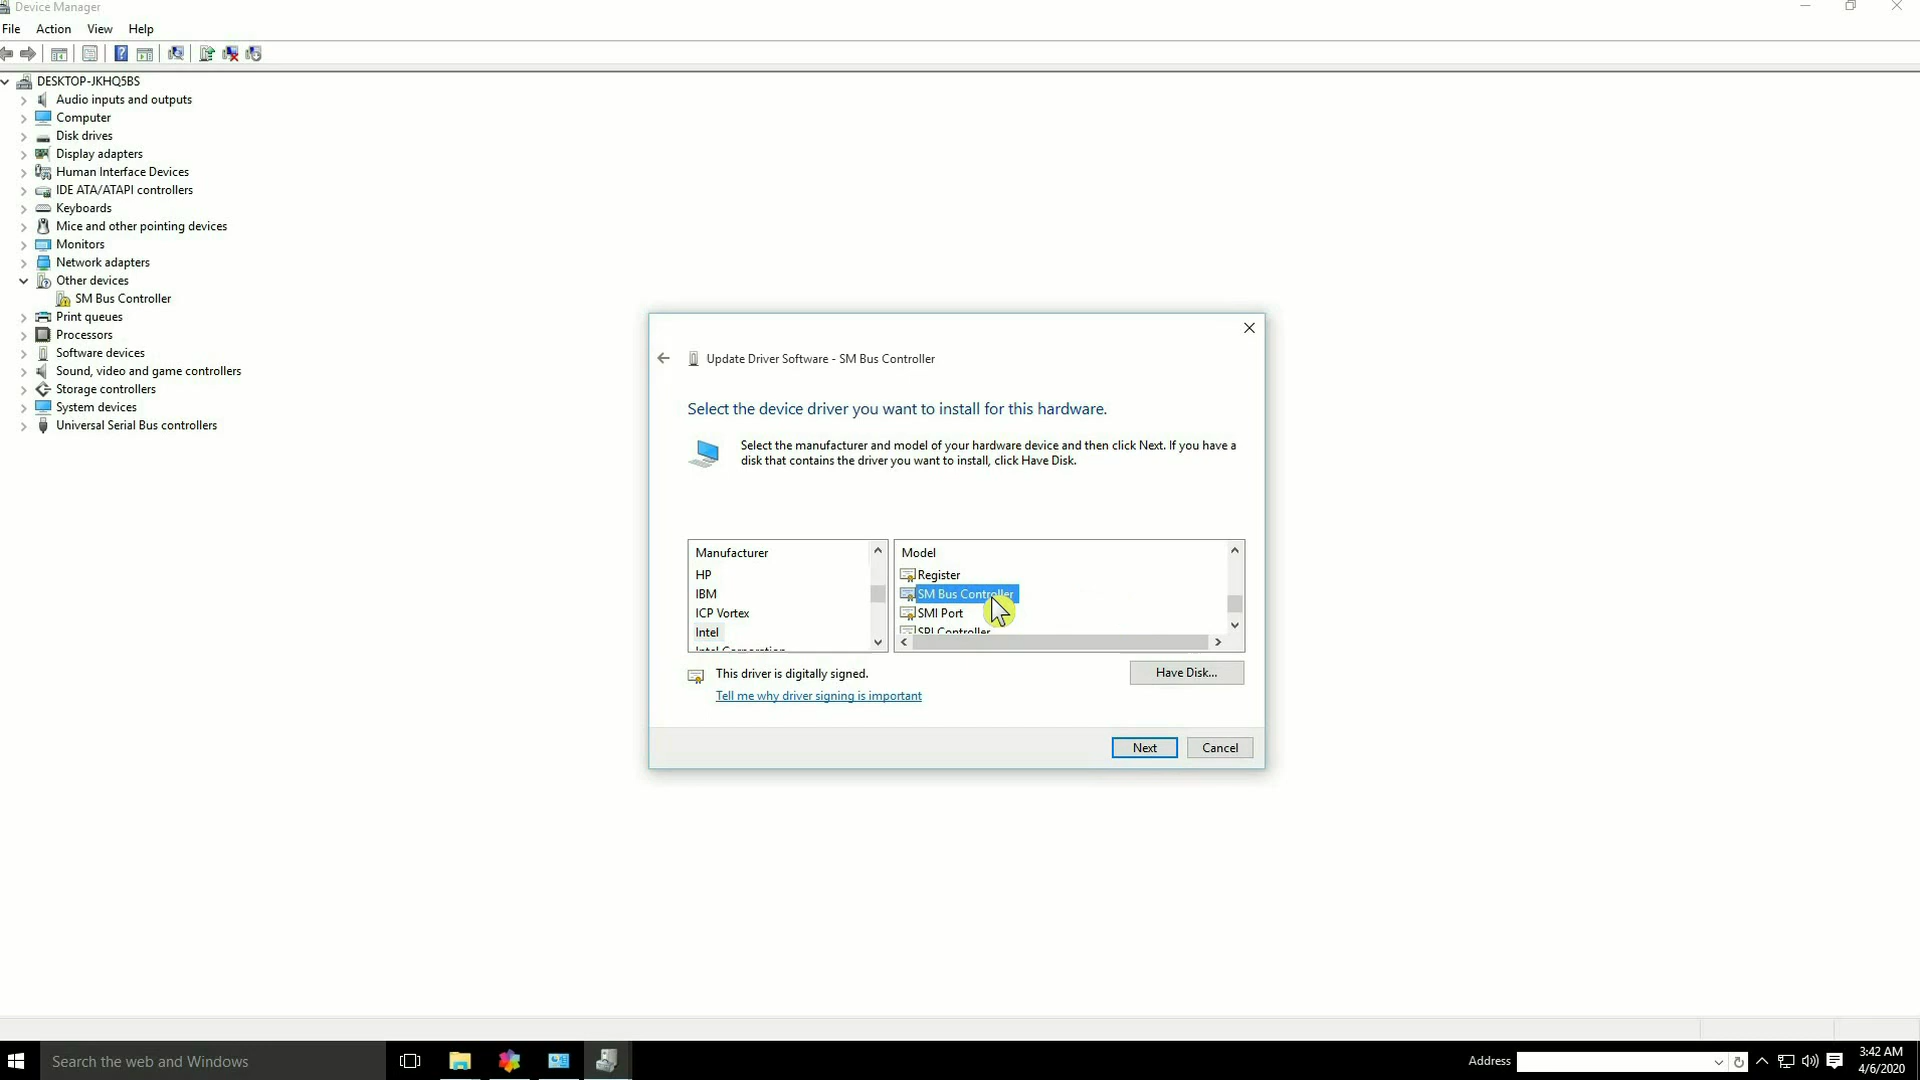 Device Manager
File Action View Help
DESKTOP-JKHQ5BS
Audio inputs and outputs
Computer
Disk drives
Display adapters
Human Interface Devices
IDE ATA/ATAPI controllers
Keyboards
Mice and other pointing devices
Monitors
Network adapters
Other devices
SM Bus Controller
Print queues
Processors
Software devices
Sound, video and game controllers
Storage controllers
System devices
Universal Serial Bus controllers
Update Driver Software - SM Bus Controller
Select the device driver you want to install for this hardware.
Select the manufacturer and model of your hardware device and then click Next. If you have a
disk that contains the driver you want to install, click Have Disk.
Manufacturer
HP
IBM
ICP Vortex
Intel
Intel Corporation
Model
Register
SM Bus Controller
SMI Port
SPI Controller
This driver is digitally signed.
Have Disk...
Tell me why driver signing is important
Next Cancel
Search the web and Windows
Address
3:42 AM
4/6/2020